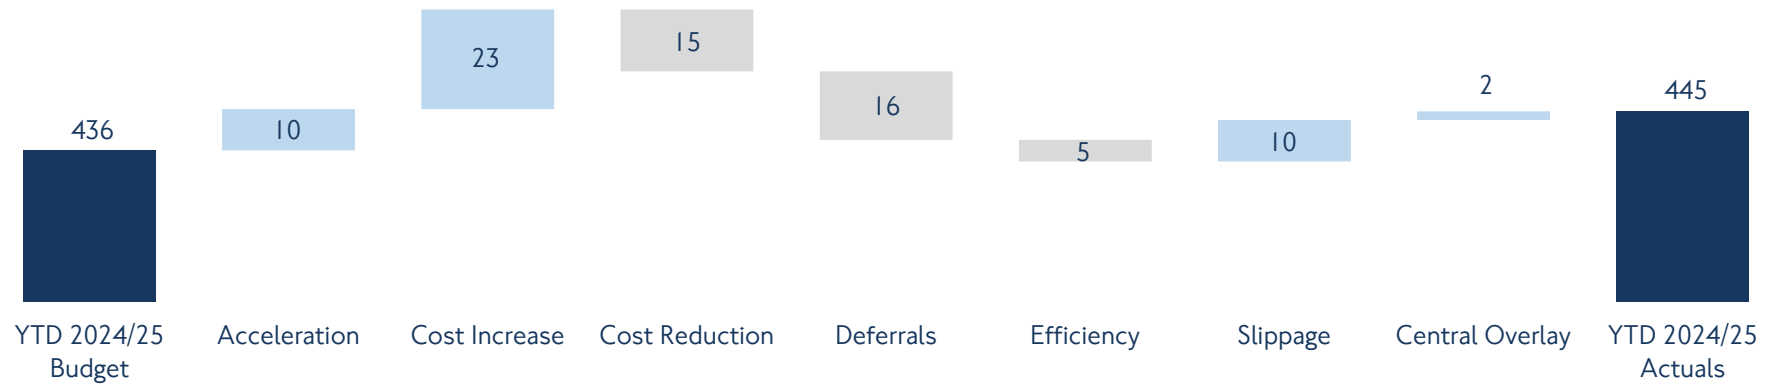 23
15
2
445
16
436
10
5
10
YTD 2024/25
Budget
Acceleration
Cost Increase
Cost Reduction
Deferrals
Efficiency
Slippage
Central Overlay
YTD 2024/25
Actuals